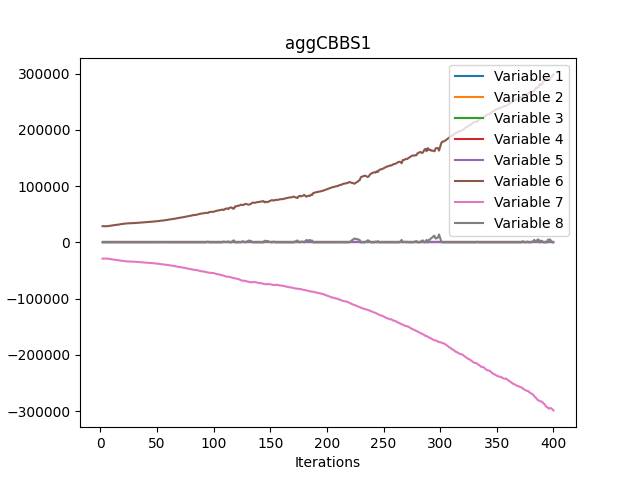 aggCBBS1
300000
200000
100000
0
−100000
−200000
−300000
Variable 1
Variable 2
Variable 3
Variable 4
Variable 5
Variable 6
Variable 7
Variable 8
0 50 100 150 200 250 300 350 400
Iterations